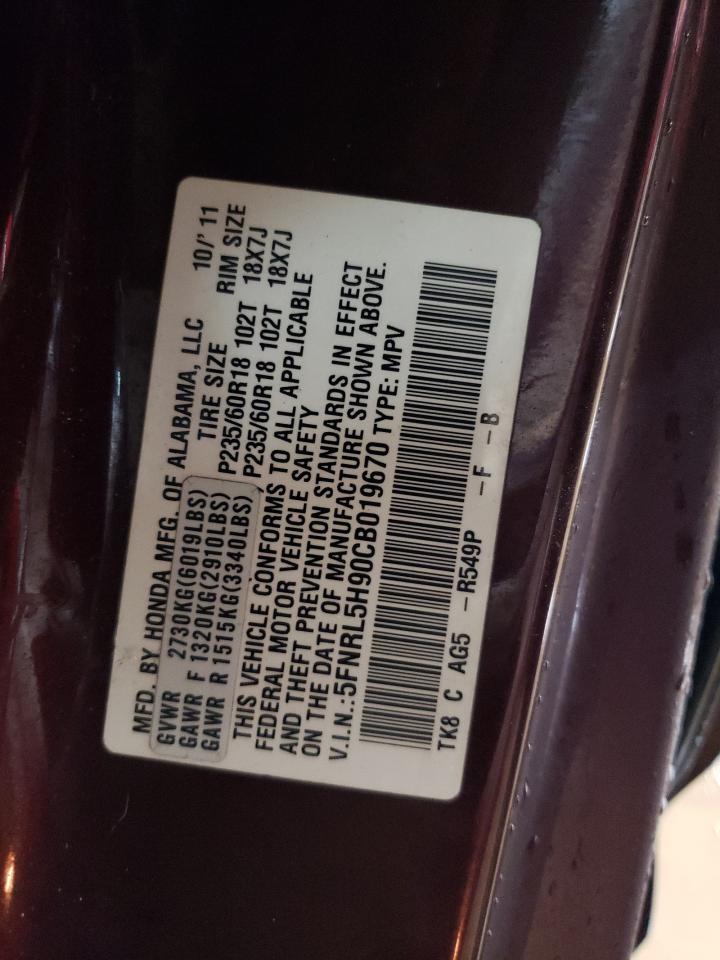 MFD. BY HONDA MFG. OF ALABAMA, LLC 10/' 11
GVWR 2730KG(6019LBS) TIRE SIZE RIM SIZE
GAWR F 1320KG(2910LBS) P235/60R18 102T 18X7J
GAWR R 1515KG(3340LBS) P235/60R18 102T 18X7J
THIS VEHICLE CONFORMS TO ALL APPLICABLE
FEDERAL MOTOR VEHICLE SAFETY
AND THEFT PREVENTION STANDARDS IN EFFECT
ON THE DATE OF MANUFACTURE SHOWN ABOVE.
V.I.N.:5FNRL5H90CB019670 TYPE: MPV
TK8 C AG5 -R549P -F -B